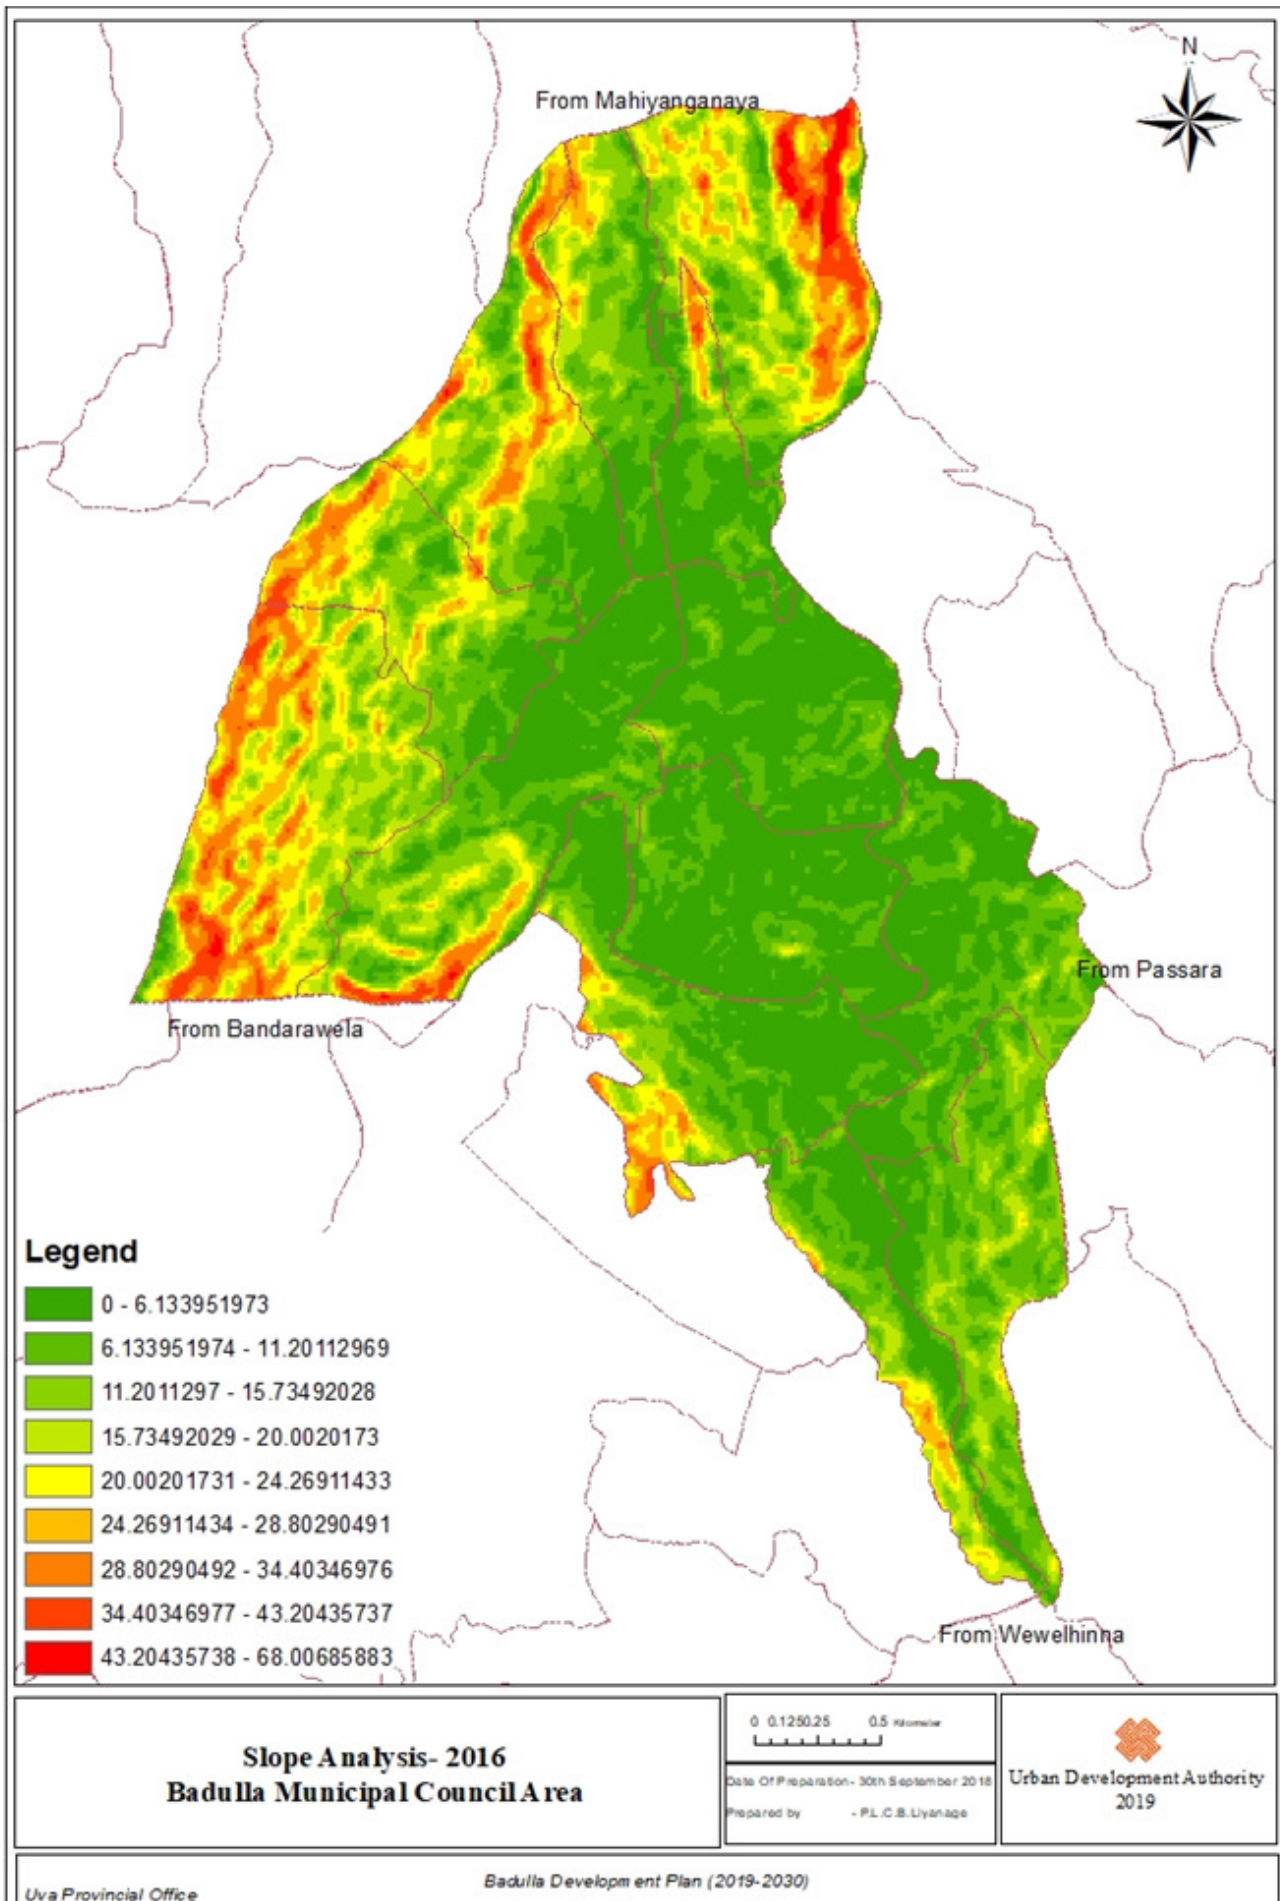 N
From Mahiyanganaya
From Passara
From Bandarawela
Legend
0 - 6.133951973
6.133951974 - 11.20112969
11.2011297 - 15.73492028
15.73492029 - 20.0020173
20.00201731 - 24.26911433
24.26911434 - 28.80290491
28.80290492 - 34.40346976
34.40346977 - 43.20435737
43.20435738 - 68.00685883
From Wewelhinna
Slope Analysis- 2016
Badulla Municipal Council Area
0 0.1250.25 0.5 Kilometer
Date Of Preparation- 30th September 2018
Prepared by - P.L.C.B.Liyanage
Urban Development Authority
2019
Badulla Development Plan (2019-2030)
Uva Provincial Office